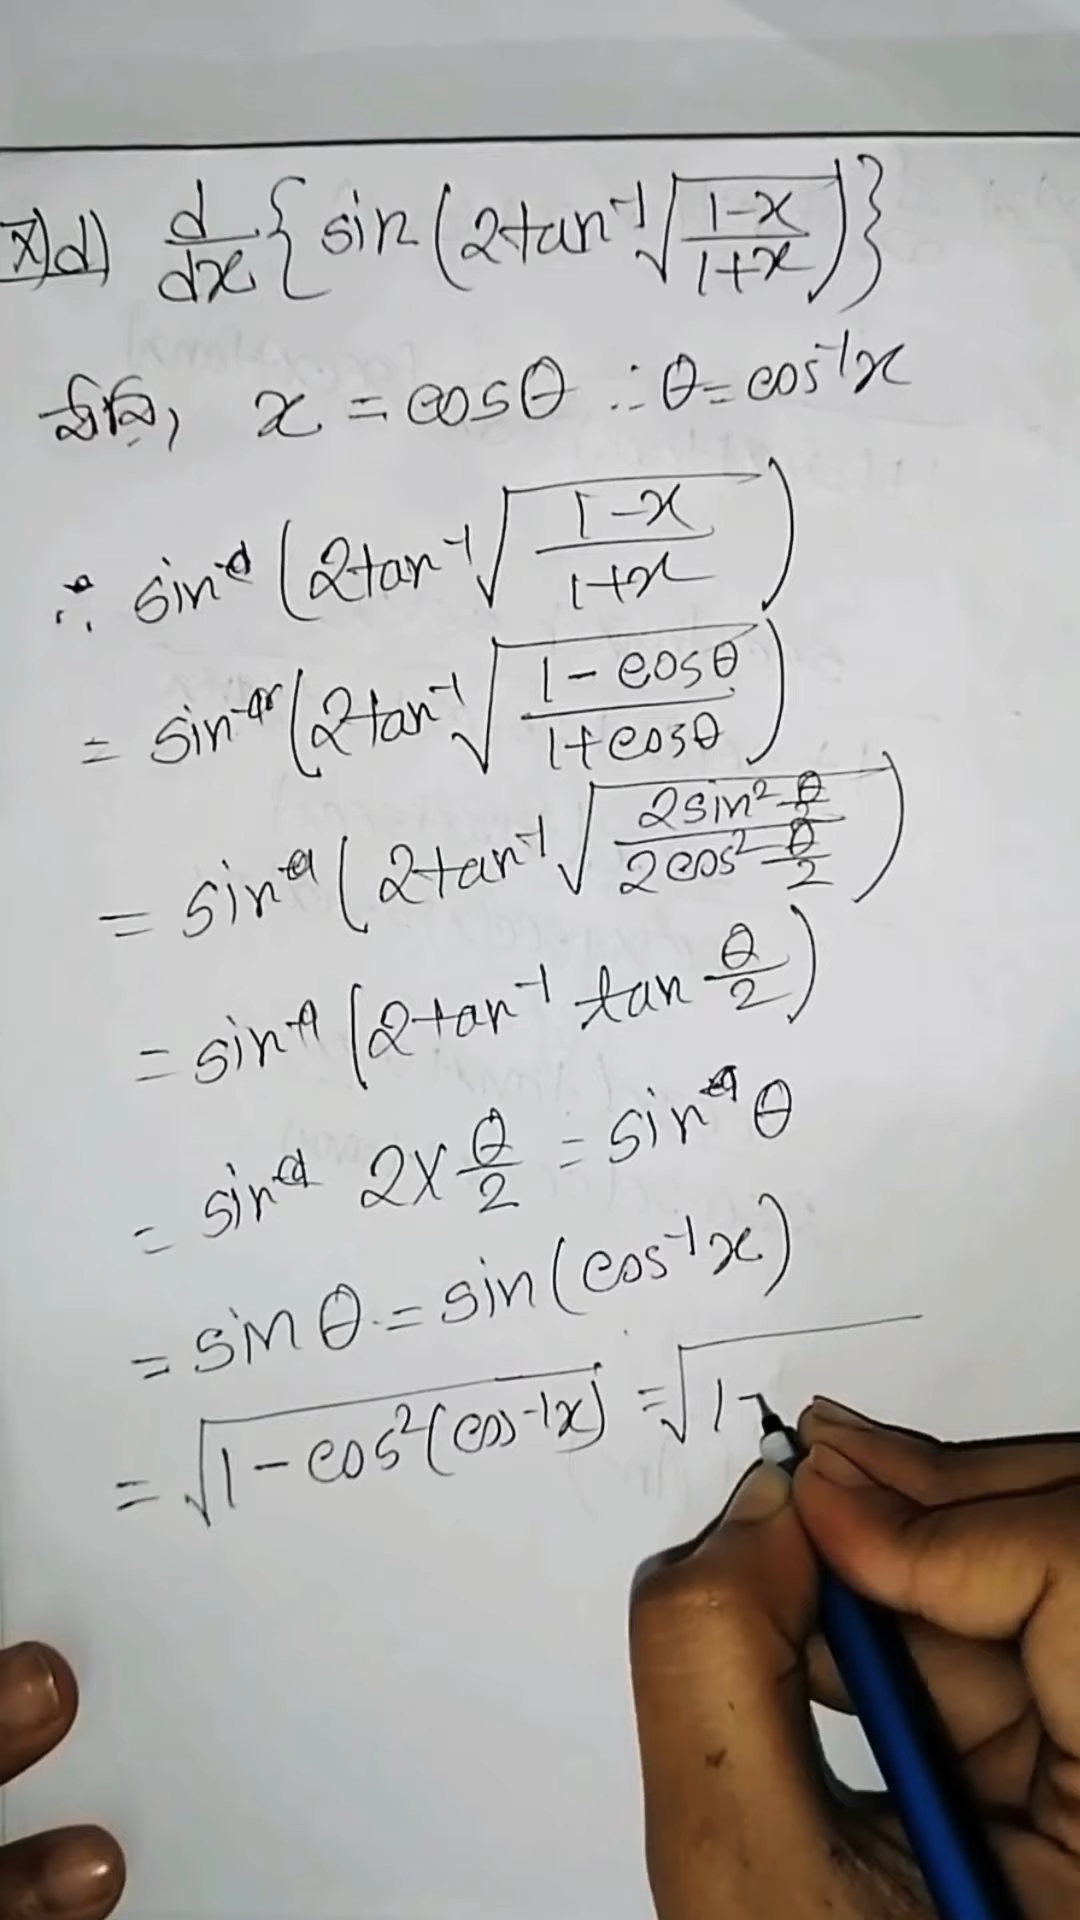 x)d) d/dx {sin(2tan⁻¹√((1-x)/(1+x)))}
ধরি, x = cosθ ∴ θ = cos⁻¹x
∴ sin (2tan⁻¹√((1-x)/(1+x)))
= sin (2tan⁻¹√((1-cosθ)/(1+cosθ)))
= sin (2tan⁻¹√((2sin² θ/2)/(2cos² θ/2)))
= sin (2tan⁻¹ tan θ/2)
= sin 2×θ/2 = sin θ
= sin θ = sin(cos⁻¹x)
= √(1-cos²(cos⁻¹x)) = √(1-